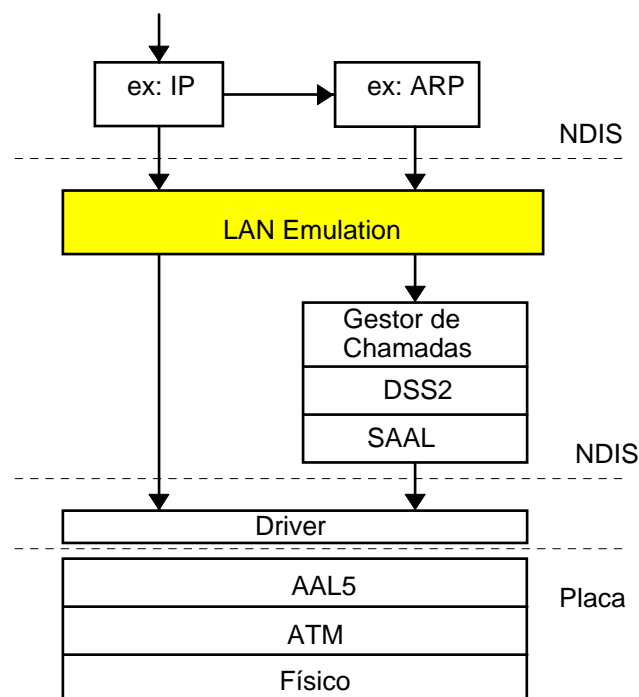 ex: IP
ex: ARP
NDIS
LAN Emulation
Gestor de
Chamadas
DSS2
SAAL
NDIS
Driver
AAL5
Placa
ATM
Físico